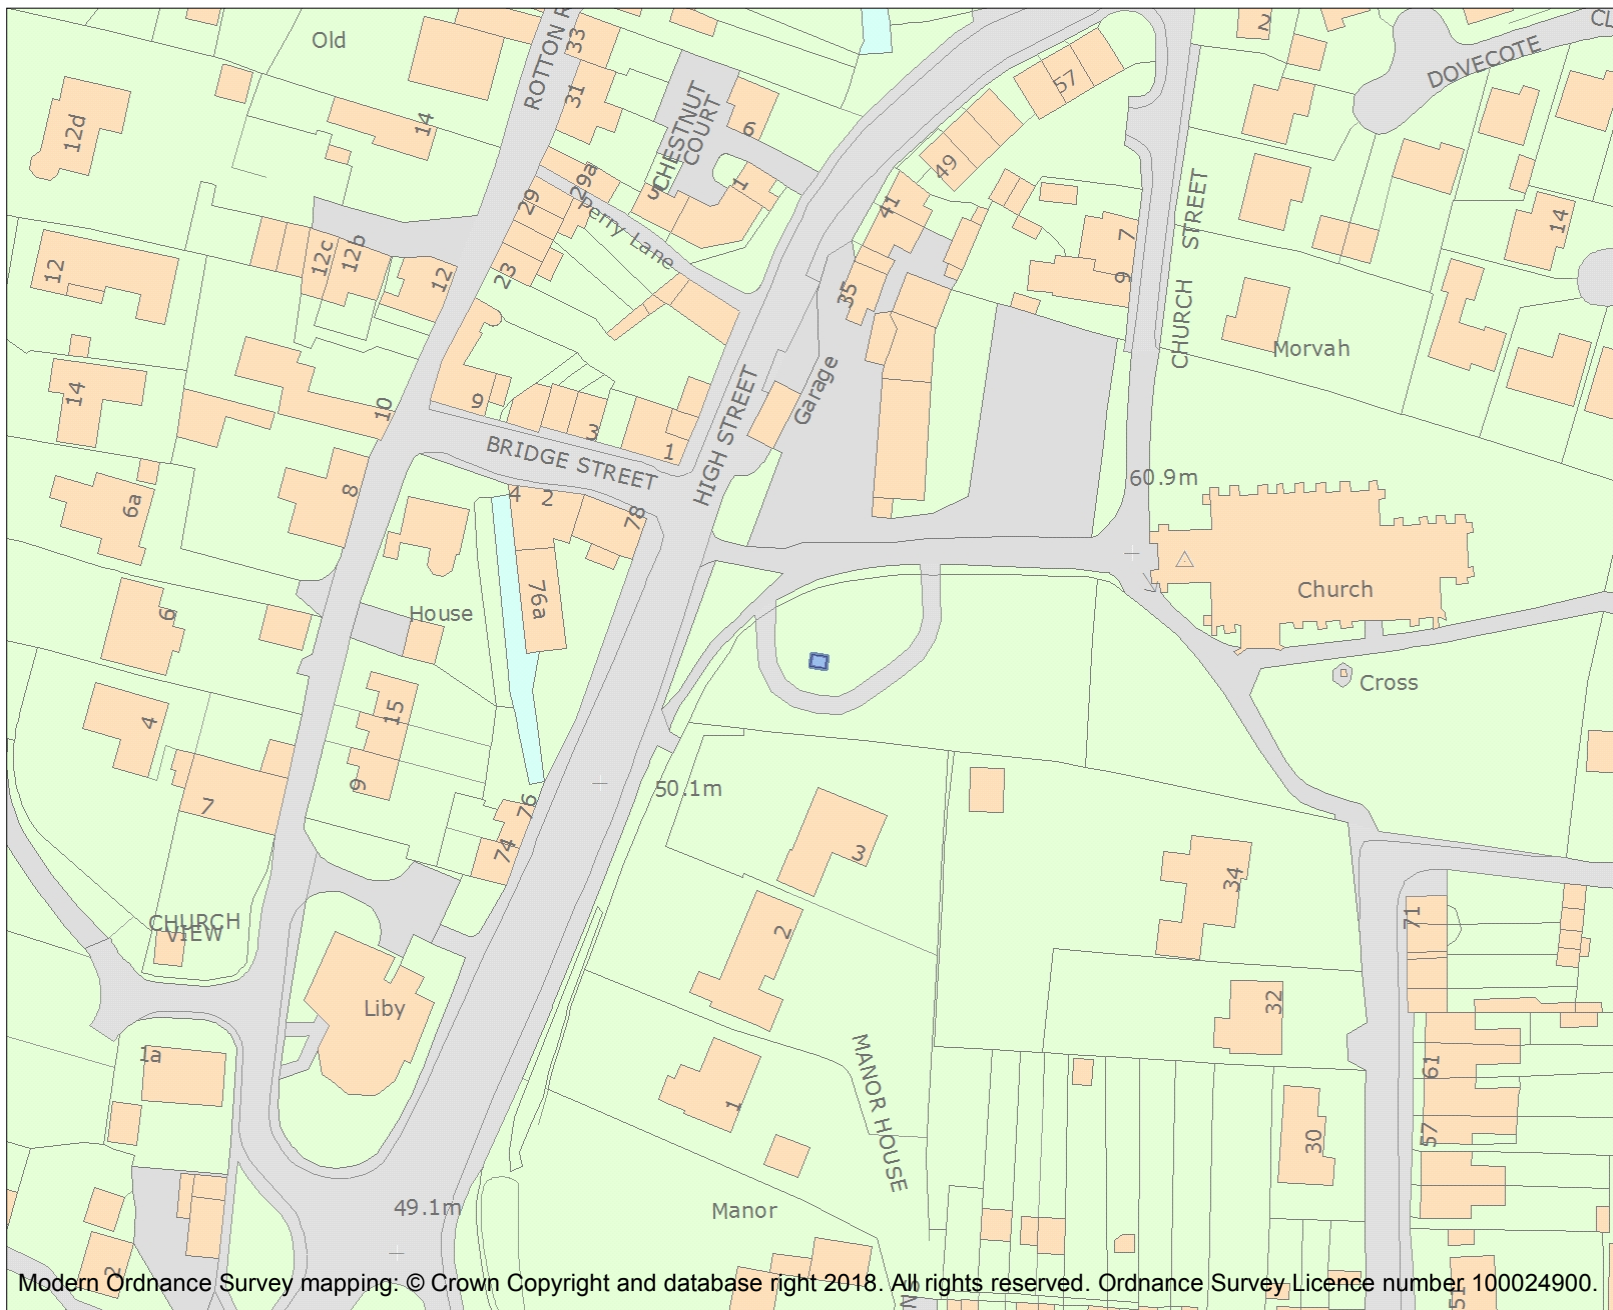 Old
ROTTON R
33
2
57
DOVECOTE
CL
31
CHESTNUT
COURT
6
12d
14
49
29a
5
1
29
Perry Lane
41
CHURCH STREET
7
14
12
12c
12b
12
23
35
9
Morvah
14
10
9
3
1
BRIDGE STREET
HIGH STREET
Garage
60.9m
6a
8
4
2
78
Church
76a
House
6
Cross
4
15
9
7
50.1m
76
74
3
34
71
CHURCH
VIEW
2
Liby
32
1a
1
MANOR HOUSE
61
57
30
49.1m
Manor
2
51
Modern Ordnance Survey mapping: © Crown Copyright and database right 2018. All rights reserved. Ordnance Survey Licence number 100024900.